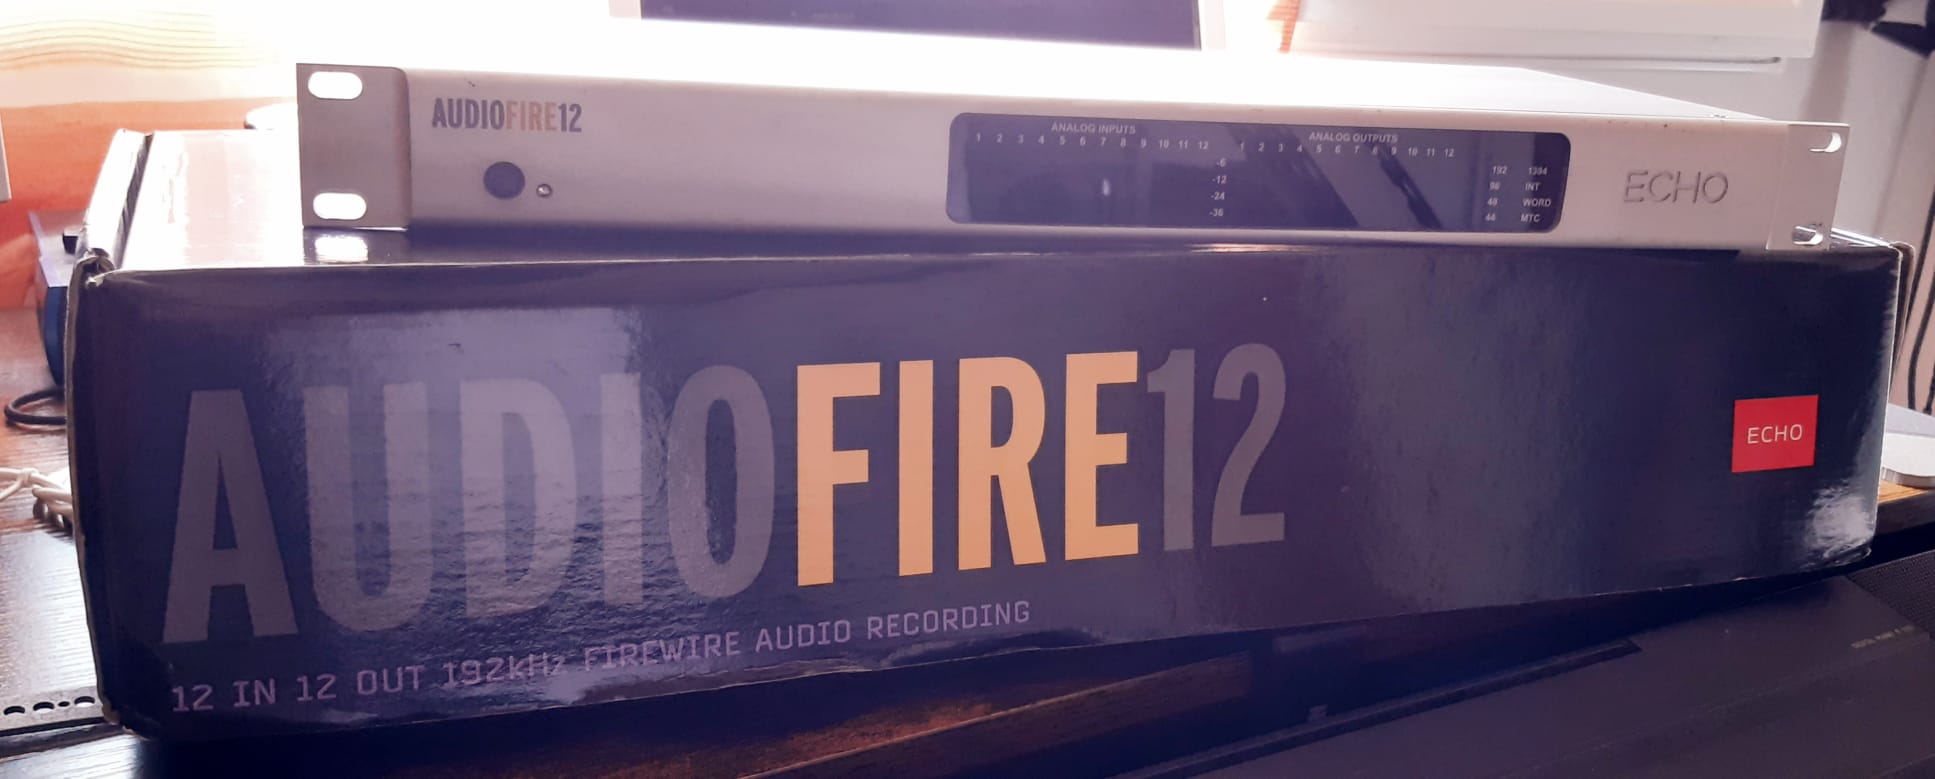 AUDIOFIRE12
ANALOG INPUTS
1 2 3 4 5 6 7 8 9 10 11 12
ANALOG OUTPUTS
1 2 3 4 5 6 7 8 9 10 11 12
-6
-12
-24
-36
192 1394
96 INT
48 WORD
44 MTC
ECHO
AUDIOFIRE12
12 IN 12 OUT 192kHz FIREWIRE AUDIO RECORDING
ECHO